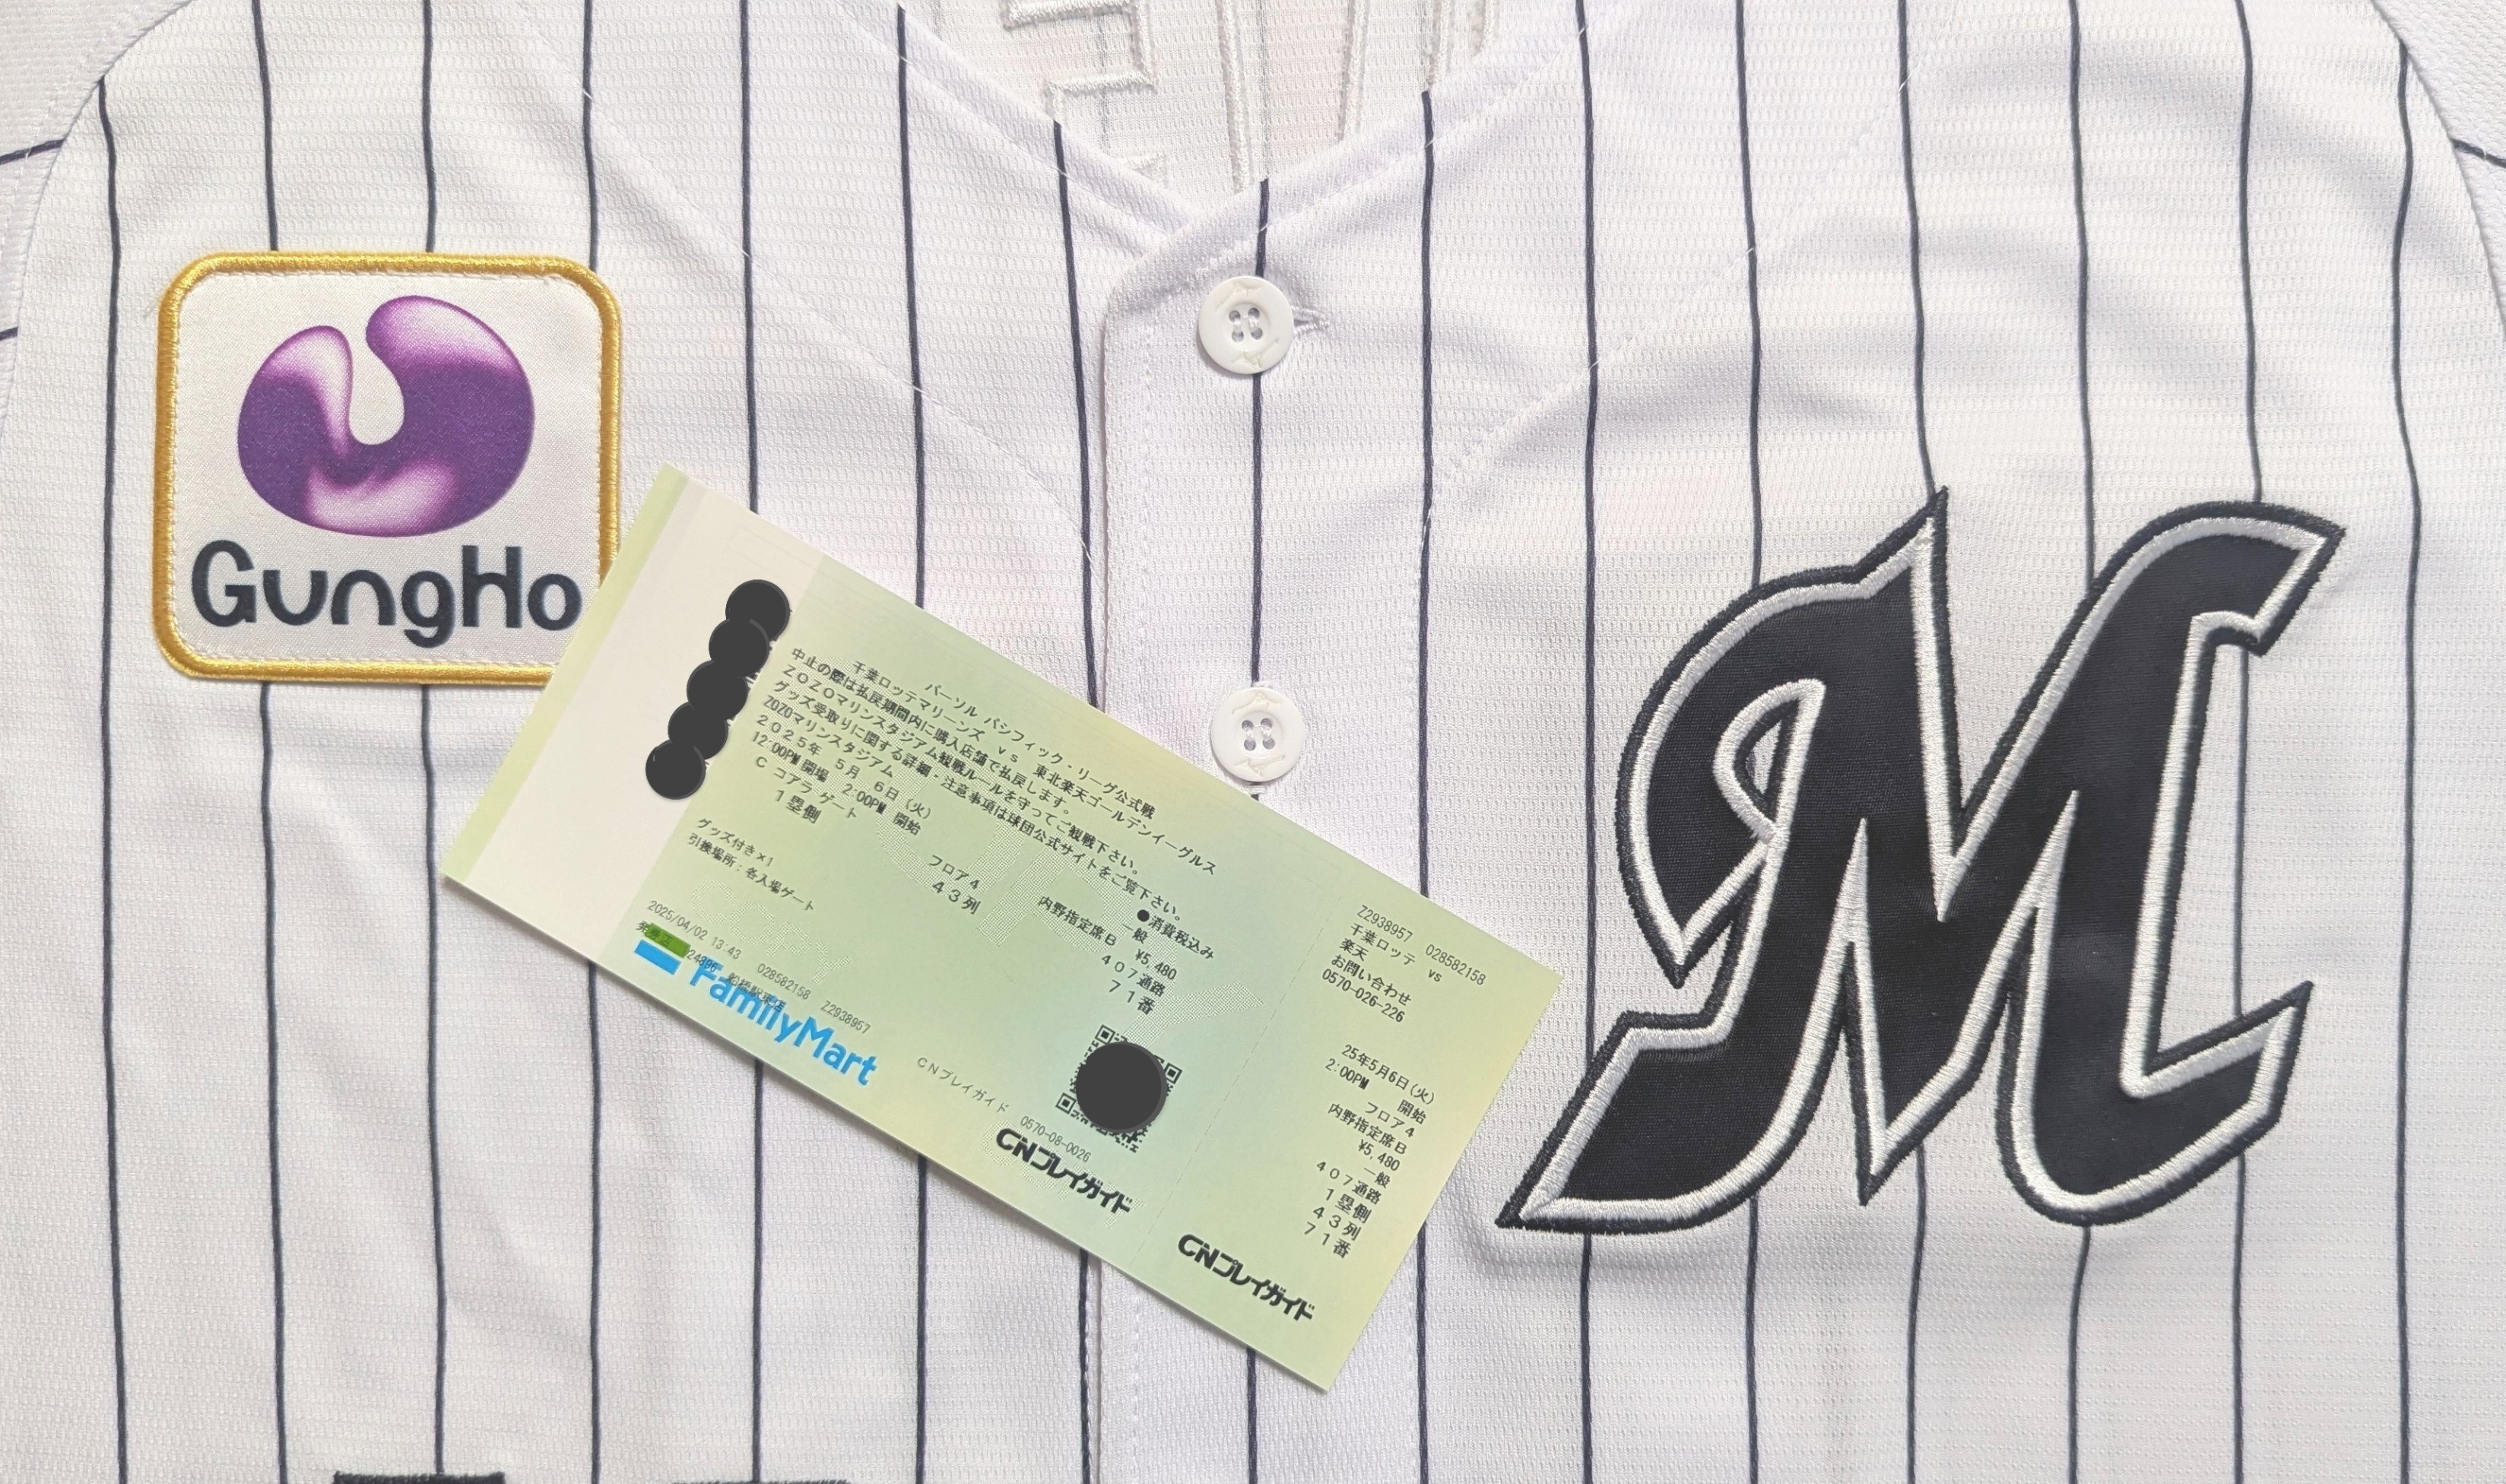 GungHo
M
パーソル パシフィック・リーグ公式戦
千葉ロッテマリーンズ vs 東北楽天ゴールデンイーグルス
中止の際は払戻期間内に購入店舗で払戻します。
ZOZOマリンスタジアム観戦ルールを守ってご観戦下さい。
グッズ受取りに関する詳細・注意事項は球団公式サイトをご覧下さい。
ZOZOマリンスタジアム ●消費税込み
2025年 5月 6日(火) 一般 ¥5,480
12:00PM開場 2:00PM 開始 内野指定席B
C コアラ ゲート フロア4 407通路
1塁側 43列 71番
グッズ付き×1
引換場所:各入場ゲート
2025/04/02 13:43 028582158 Z2938957
FamilyMart
CNプレイガイド 0570-08-0026
CNプレイガイド
Z2938957 028582158
千葉ロッテ vs
楽天
お問い合わせ
0570-026-226
25年5月6日(火)
2:00PM 開始
フロア4
内野指定席B
¥5,480 一般
407通路
1塁側
43列
71番
CNプレイガイド